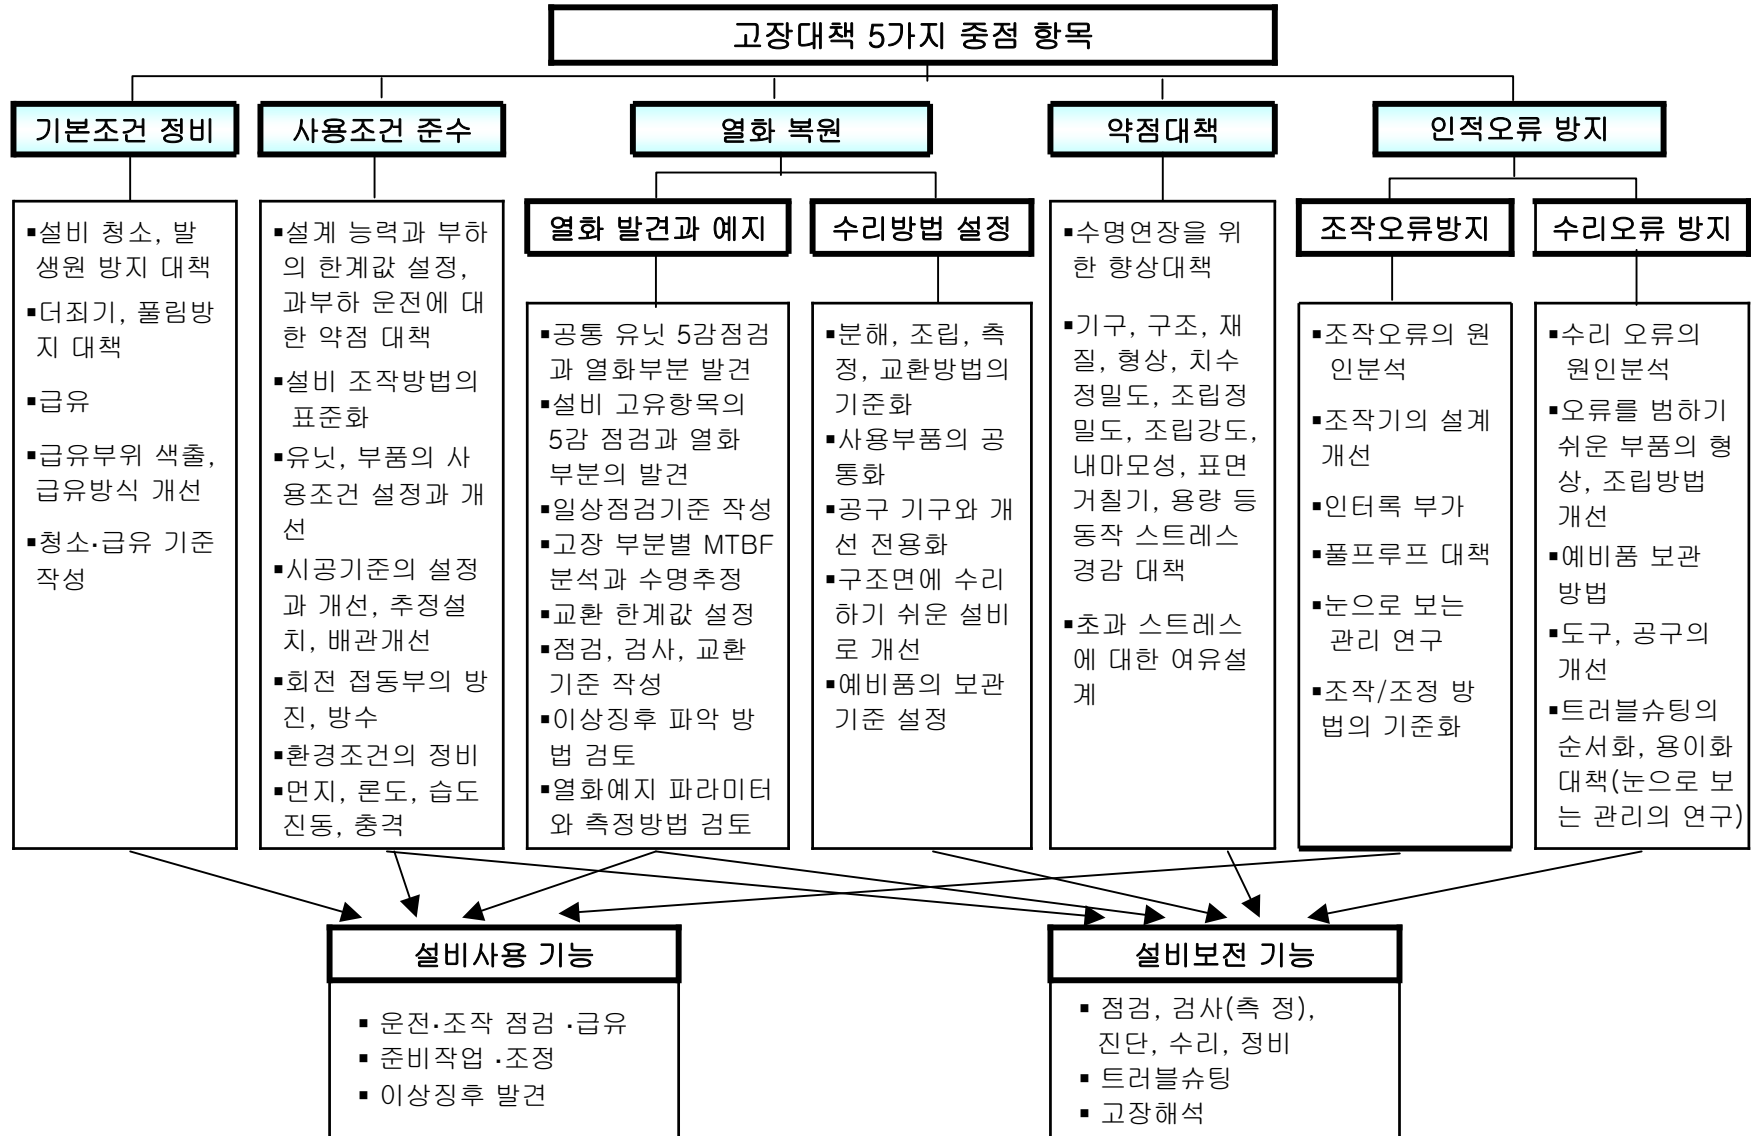 고장대책 5가지 중점 항목
기본조건 정비
사용조건 준수
열화 복원
약점대책
인적오류 방지
▪설비 청소, 발
생원 방지 대책
▪더죄기, 풀림방
지 대책
▪급유
▪급유부위 색출,
급유방식 개선
▪청소·급유 기준
작성
▪설계 능력과 부하
의 한계값 설정,
과부하 운전에 대
한 약점 대책
▪설비 조작방법의
표준화
▪유닛, 부품의 사
용조건 설정과 개
선
▪시공기준의 설정
과 개선, 추정설
치, 배관개선
▪회전 접동부의 방
진, 방수
▪환경조건의 정비
▪먼지, 론도, 습도
진동, 충격
열화 발견과 예지
▪공통 유닛 5감점검
과 열화부분 발견
▪설비 고유항목의
5감 점검과 열화
부분의 발견
▪일상점검기준 작성
▪고장 부분별 MTBF
분석과 수명추정
▪교환 한계값 설정
▪점검, 검사, 교환
기준 작성
▪이상징후 파악 방
법 검토
▪열화예지 파라미터
와 측정방법 검토
수리방법 설정
▪분해, 조립, 측
정, 교환방법의
기준화
▪사용부품의 공
통화
▪공구 기구와 개
선 전용화
▪구조면에 수리
하기 쉬운 설비
로 개선
▪예비품의 보관
기준 설정
▪수명연장을 위
한 향상대책
▪기구, 구조, 재
질, 형상, 치수
정밀도, 조립정
밀도, 조립강도,
내마모성, 표면
거칠기, 용량 등
동작 스트레스
경감 대책
▪초과 스트레스
에 대한 여유설
계
조작오류방지
▪조작오류의 원
인분석
▪조작기의 설계
개선
▪인터록 부가
▪풀프루프 대책
▪눈으로 보는
관리 연구
▪조작/조정 방
법의 기준화
수리오류 방지
▪수리 오류의
원인분석
▪오류를 범하기
쉬운 부품의 형
상, 조립방법
개선
▪예비품 보관
방법
▪도구, 공구의
개선
▪트러블슈팅의
순서화, 용이화
대책(눈으로 보
는 관리의 연구)
설비사용 기능
▪ 운전·조작 점검 ·급유
▪ 준비작업 ·조정
▪ 이상징후 발견
설비보전 기능
▪ 점검, 검사(측 정),
진단, 수리, 정비
▪ 트러블슈팅
▪ 고장해석